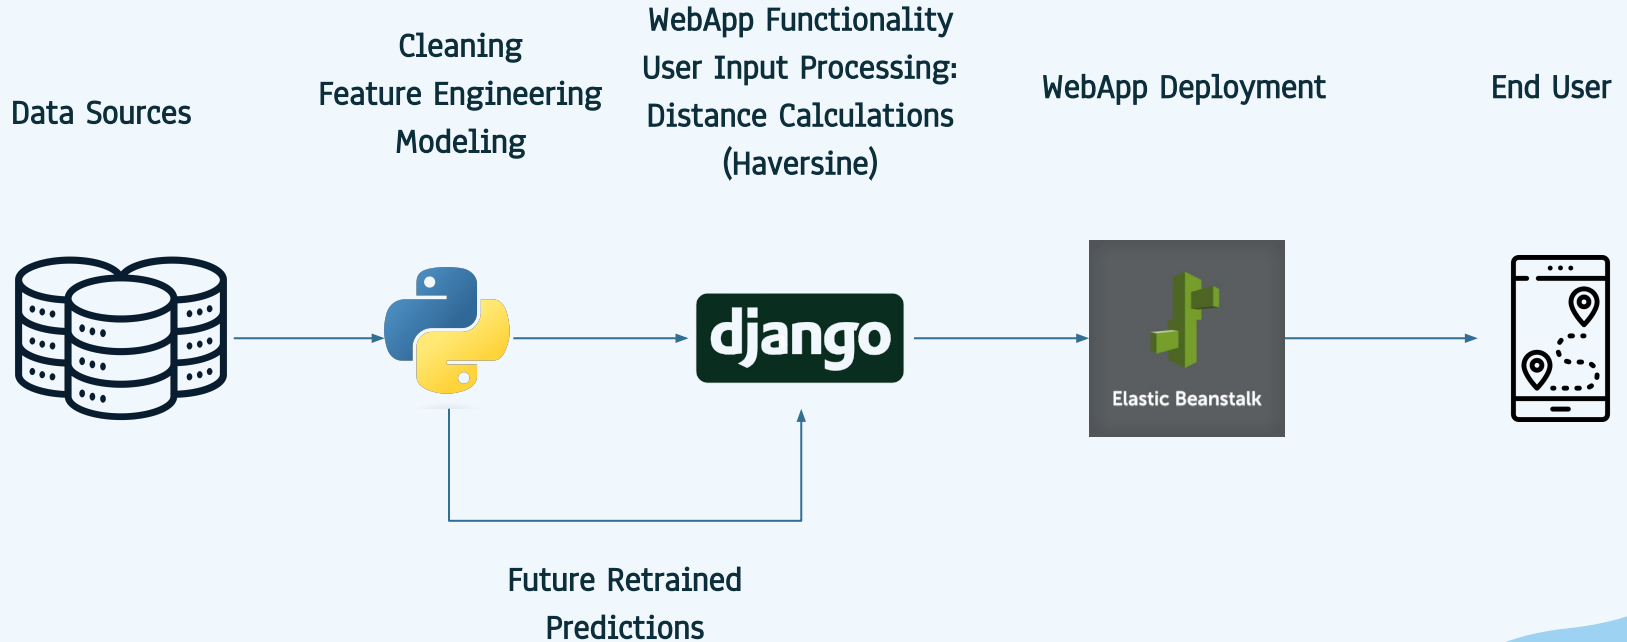 Data Sources
Cleaning
Feature Engineering
Modeling
WebApp Functionality
User Input Processing:
Distance Calculations
(Haversine)
WebApp Deployment
End User
django
Elastic Beanstalk
Future Retrained
Predictions